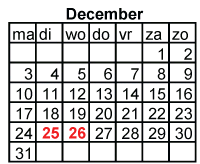 December
ma di wo do vr za zo
1 2
3 4 5 6 7 8 9
10 11 12 13 14 15 16
17 18 19 20 21 22 23
24 25 26 27 28 29 30
31